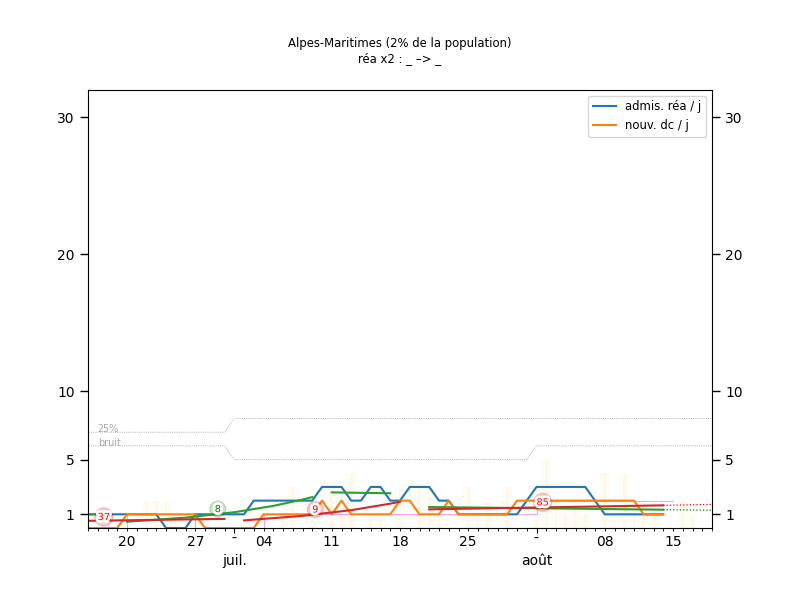 Alpes-Maritimes (2% de la population)
réa x2 : _ –> _
admis. réa / j
nouv. dc / j
30 30
20 20
10 10
25%
bruit
5 5
1 1
37 8 9 85
20 27 - 04 11 18 25 - 08 15
juil. août